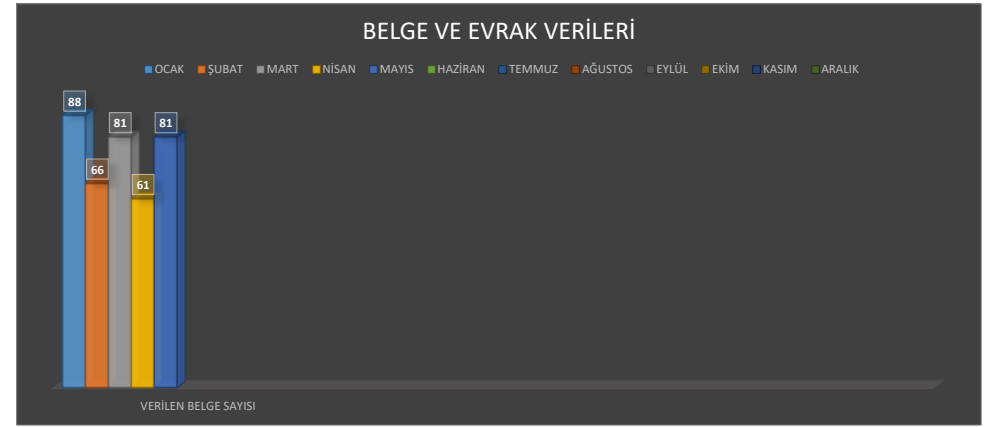 BELGE VE EVRAK VERİLERİ
OCAK ŞUBAT MART NİSAN MAYIS HAZİRAN TEMMUZ AĞUSTOS EYLÜL EKİM KASIM ARALIK
88
66
81
61
81
VERİLEN BELGE SAYISI